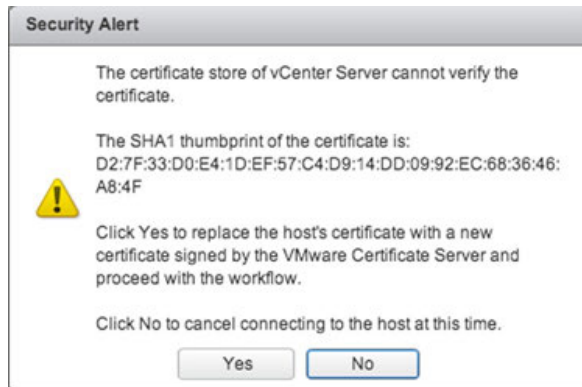 Security Alert
The certificate store of vCenter Server cannot verify the
certificate.
The SHA1 thumbprint of the certificate is:
D2:7F:33:D0:E4:1D:EF:57:C4:D9:14:DD:09:92:EC:68:36:46:
A8:4F
Click Yes to replace the host's certificate with a new
certificate signed by the VMware Certificate Server and
proceed with the workflow.
Click No to cancel connecting to the host at this time.
Yes No